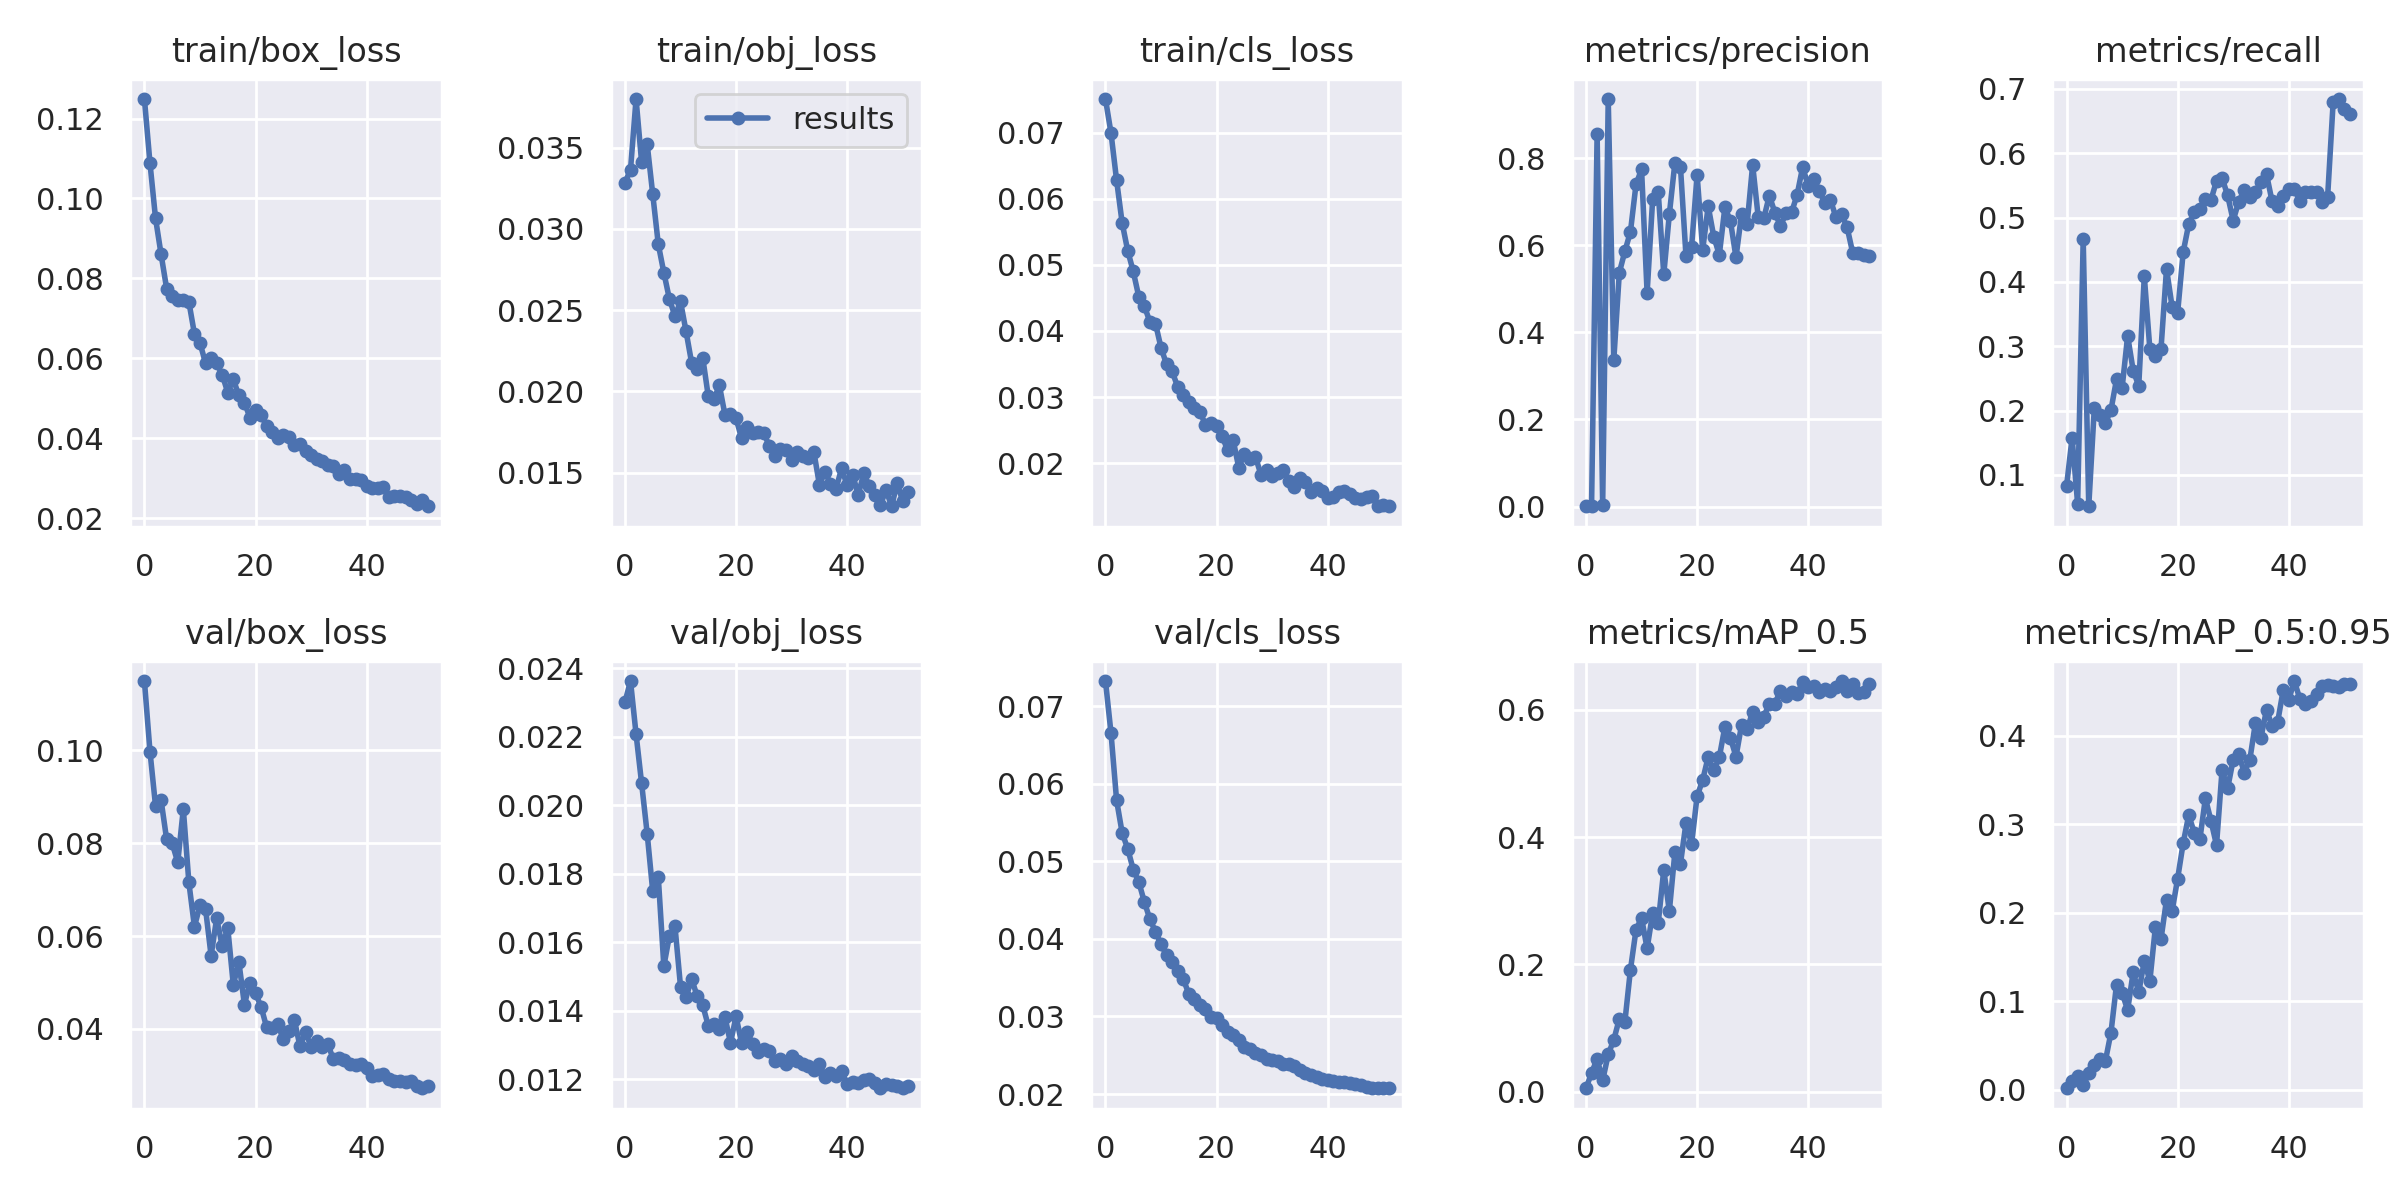 train/box_loss
0.12
0.10
0.08
0.06
0.04
0.02
0 20 40
train/obj_loss
results
0.035
0.030
0.025
0.020
0.015
0 20 40
train/cls_loss
0.07
0.06
0.05
0.04
0.03
0.02
0 20 40
metrics/precision
0.8
0.6
0.4
0.2
0.0
0 20 40
metrics/recall
0.7
0.6
0.5
0.4
0.3
0.2
0.1
0 20 40
val/box_loss
0.10
0.08
0.06
0.04
0 20 40
val/obj_loss
0.024
0.022
0.020
0.018
0.016
0.014
0.012
0 20 40
val/cls_loss
0.07
0.06
0.05
0.04
0.03
0.02
0 20 40
metrics/mAP_0.5
0.6
0.4
0.2
0.0
0 20 40
metrics/mAP_0.5:0.95
0.4
0.3
0.2
0.1
0.0
0 20 40